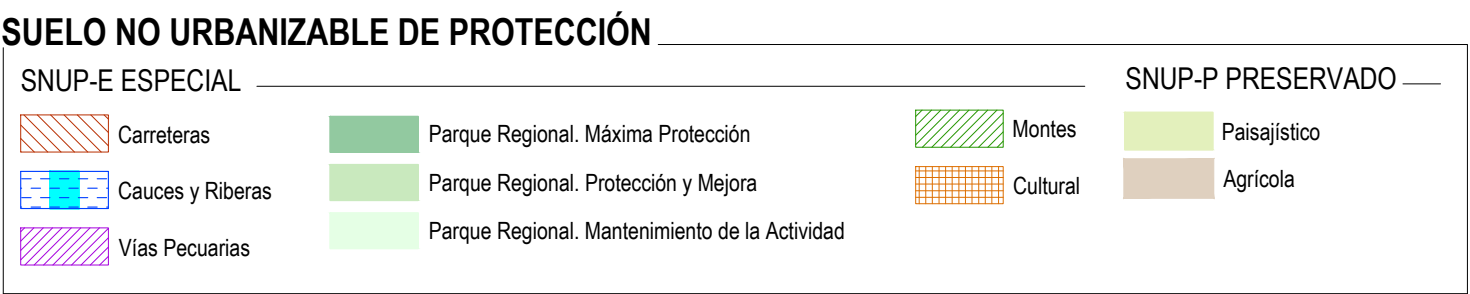 SUELO NO URBANIZABLE DE PROTECCIÓN
SNUP-E ESPECIAL
Carreteras
Cauces y Riberas
Vías Pecuarias
Parque Regional. Máxima Protección
Parque Regional. Protección y Mejora
Parque Regional. Mantenimiento de la Actividad
Montes
Cultural
SNUP-P PRESERVADO
Paisajístico
Agrícola